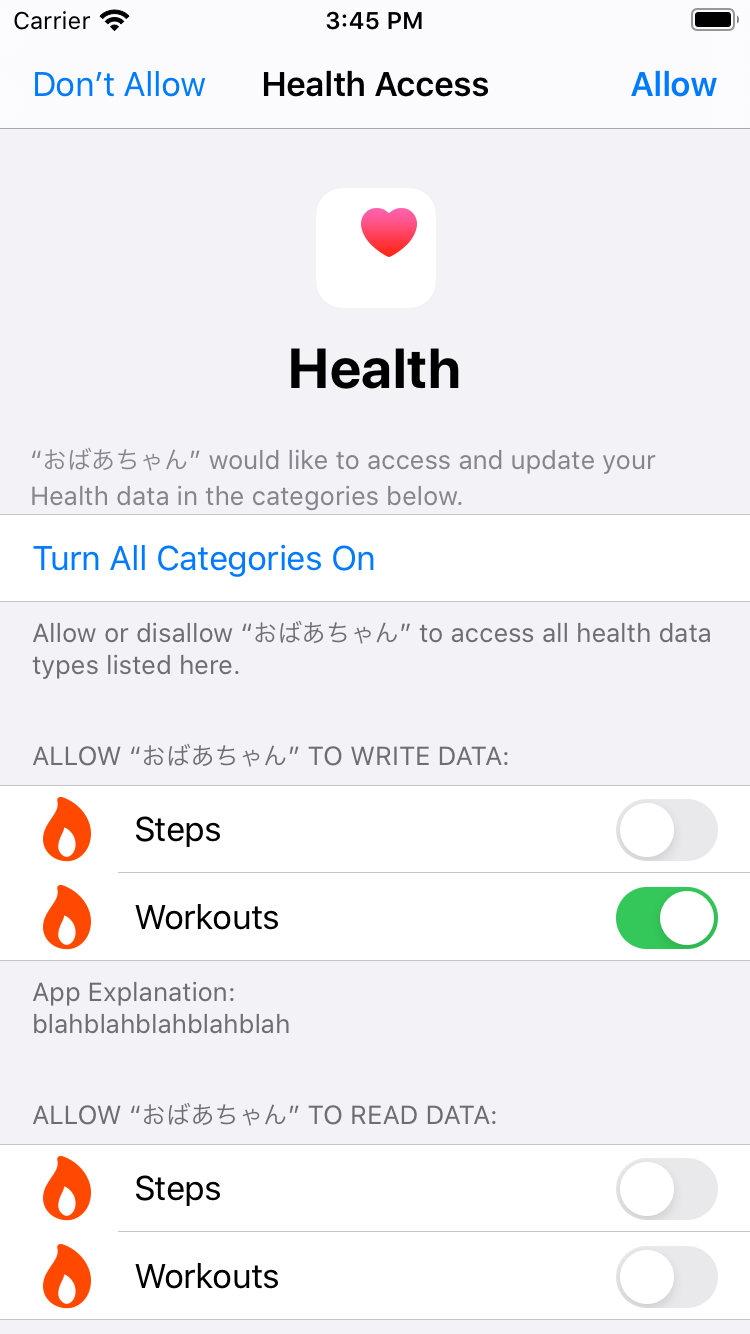 Carrier 3:45 PM
Don’t Allow Health Access Allow
Health
“おばあちゃん” would like to access and update your
Health data in the categories below.
Turn All Categories On
Allow or disallow “おばあちゃん” to access all health data
types listed here.
ALLOW “おばあちゃん” TO WRITE DATA:
Steps
Workouts
App Explanation:
blahblahblahblahblah
ALLOW “おばあちゃん” TO READ DATA:
Steps
Workouts